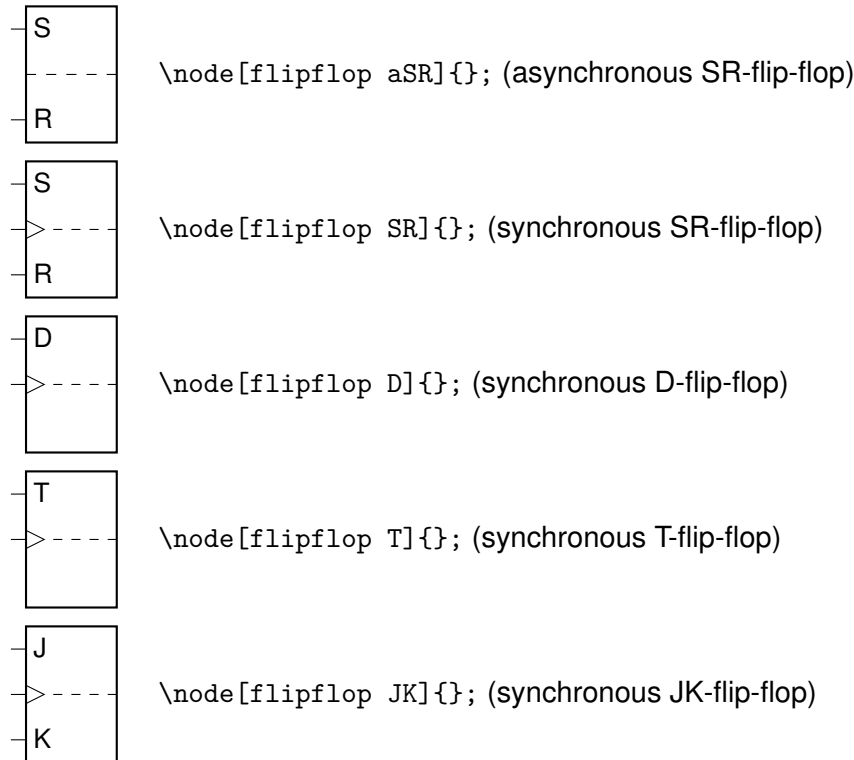 S
\node[flipflop aSR]{}; (asynchronous SR-flip-flop)
R
S
\node[flipflop SR]{}; (synchronous SR-flip-flop)
R
D
\node[flipflop D]{}; (synchronous D-flip-flop)
T
\node[flipflop T]{}; (synchronous T-flip-flop)
J
\node[flipflop JK]{}; (synchronous JK-flip-flop)
K